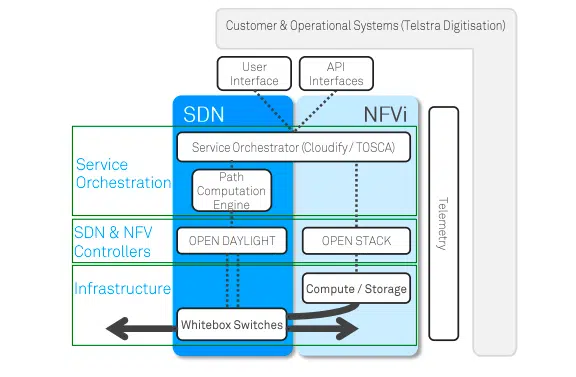 Customer & Operational Systems (Telstra Digitisation)
User
Interface
API
Interfaces
SDN
NFVi
Service Orchestrator (Cloudify / TOSCA)
Service
Orchestration
Path
Computation
Engine
SDN & NFV
Controllers
OPEN DAYLIGHT
OPEN STACK
Telemetry
Infrastructure
Compute / Storage
Whitebox Switches